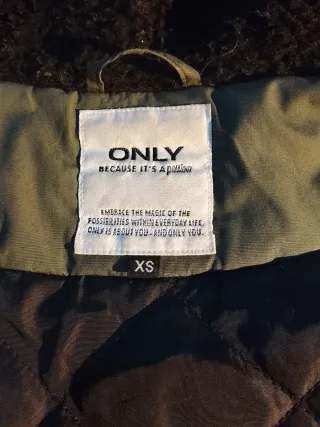 ONLY
BECAUSE IT'S A passion
EMBRACE THE MAGIC OF THE
POSSIBILITIES WITHIN EVERYDAY LIFE.
ONLY IS ABOUT YOU - AND ONLY YOU.
XS